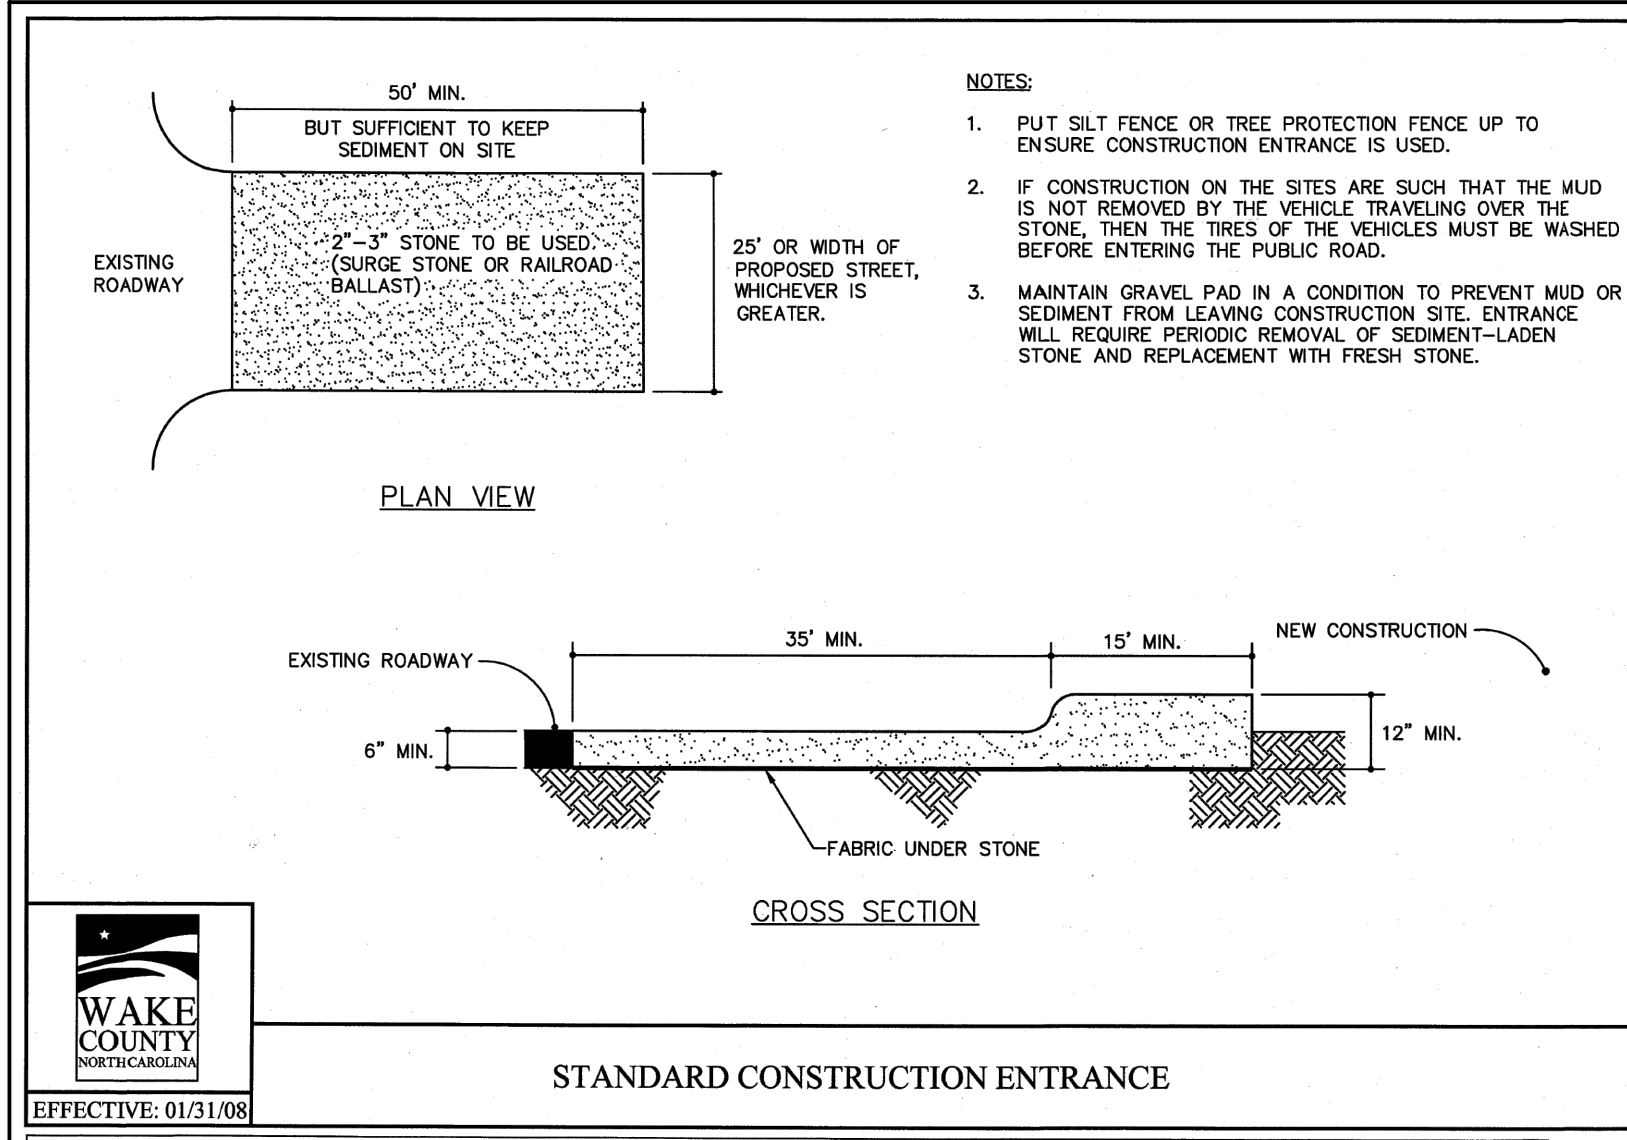 50' MIN.
BUT SUFFICIENT TO KEEP
SEDIMENT ON SITE
EXISTING
ROADWAY
2"-3" STONE TO BE USED.
(SURGE STONE OR RAILROAD
BALLAST)
25' OR WIDTH OF
PROPOSED STREET,
WHICHEVER IS
GREATER.
PLAN VIEW
NOTES:
1. PUT SILT FENCE OR TREE PROTECTION FENCE UP TO
ENSURE CONSTRUCTION ENTRANCE IS USED.
2. IF CONSTRUCTION ON THE SITES ARE SUCH THAT THE MUD
IS NOT REMOVED BY THE VEHICLE TRAVELING OVER THE
STONE, THEN THE TIRES OF THE VEHICLES MUST BE WASHED
BEFORE ENTERING THE PUBLIC ROAD.
3. MAINTAIN GRAVEL PAD IN A CONDITION TO PREVENT MUD OR
SEDIMENT FROM LEAVING CONSTRUCTION SITE. ENTRANCE
WILL REQUIRE PERIODIC REMOVAL OF SEDIMENT-LADEN
STONE AND REPLACEMENT WITH FRESH STONE.
EXISTING ROADWAY
35' MIN.
15' MIN.
NEW CONSTRUCTION
6" MIN.
12" MIN.
FABRIC UNDER STONE
CROSS SECTION
WAKE
COUNTY
NORTH CAROLINA
EFFECTIVE: 01/31/08
STANDARD CONSTRUCTION ENTRANCE